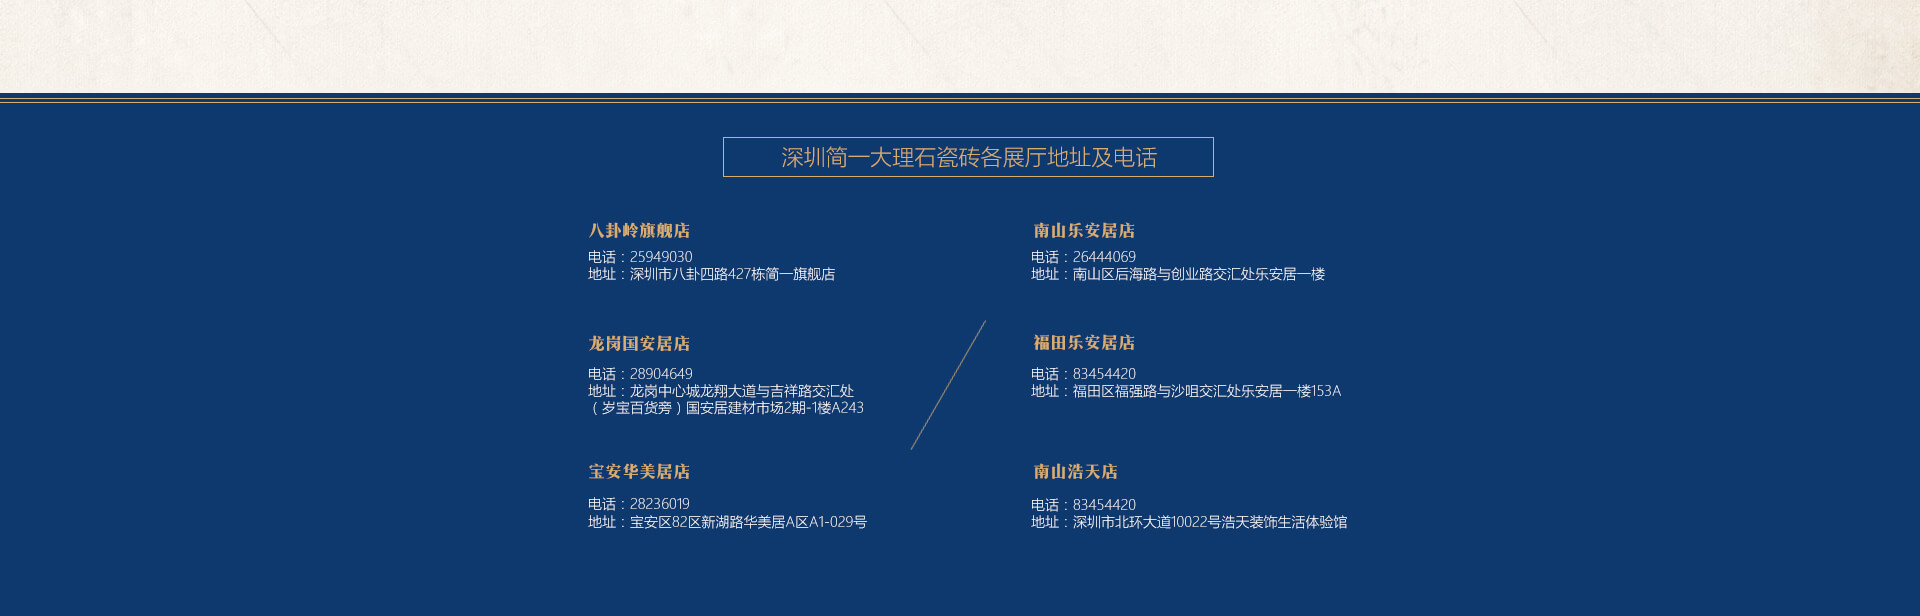 深圳简一大理石瓷砖各展厅地址及电话
八卦岭旗舰店
电话：25949030
地址：深圳市八卦四路427栋简一旗舰店
南山乐安居店
电话：26444069
地址：南山区后海路与创业路交汇处乐安居一楼
龙岗国安居店
电话：28904649
地址：龙岗中心城龙翔大道与吉祥路交汇处
（岁宝百货旁）国安居建材市场2期-1楼A243
福田乐安居店
电话：83454420
地址：福田区福强路与沙咀交汇处乐安居一楼153A
宝安华美居店
电话：28236019
地址：宝安区82区新湖路华美居A区A1-029号
南山浩天店
电话：83454420
地址：深圳市北环大道10022号浩天装饰生活体验馆